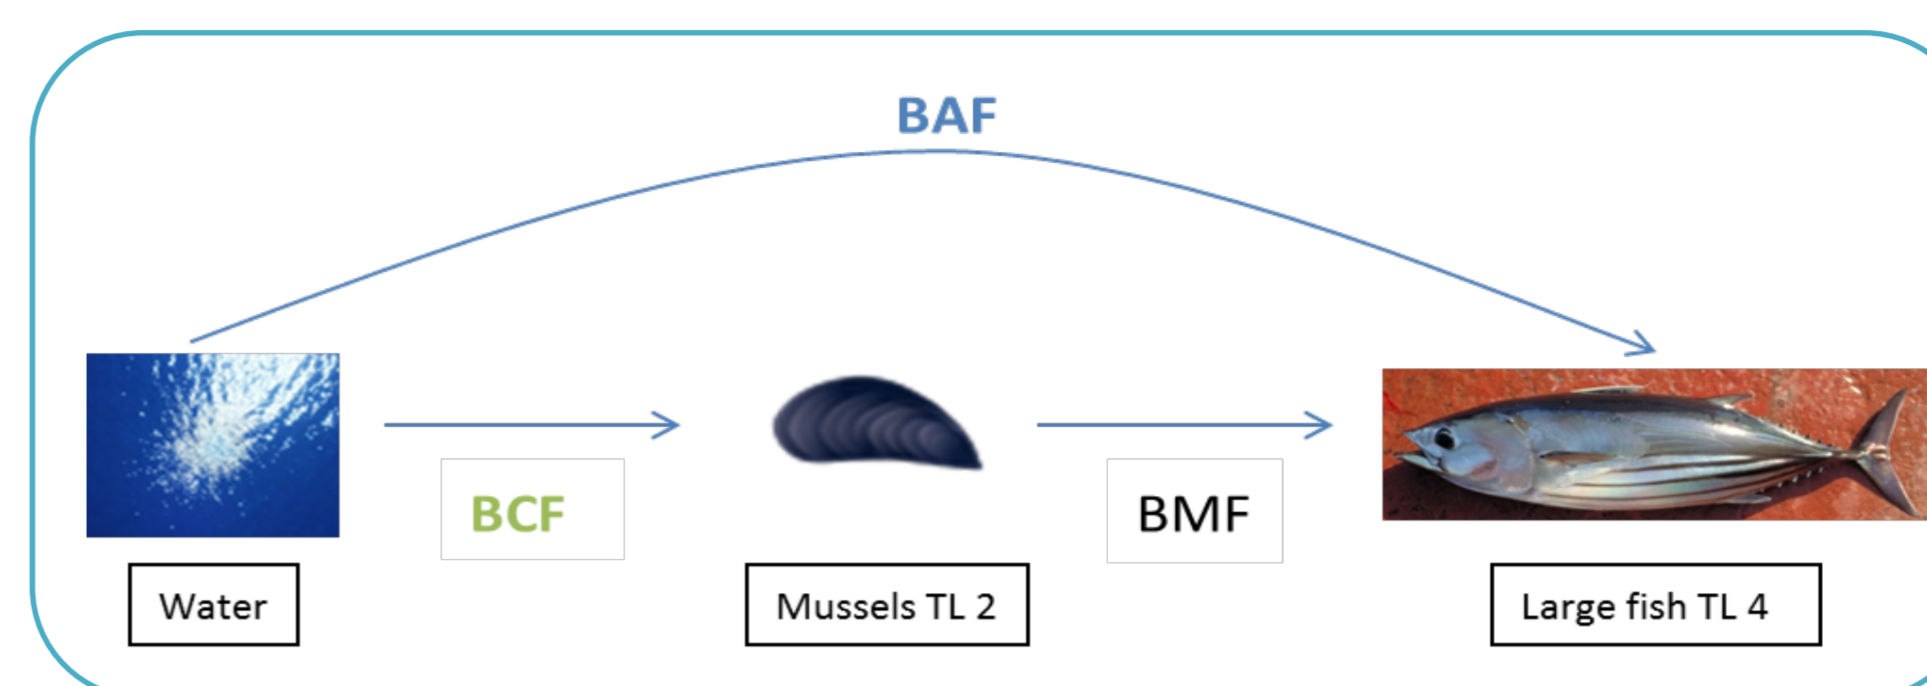 BAF
BCF
BMF
Water
Mussels TL 2
Large fish TL 4